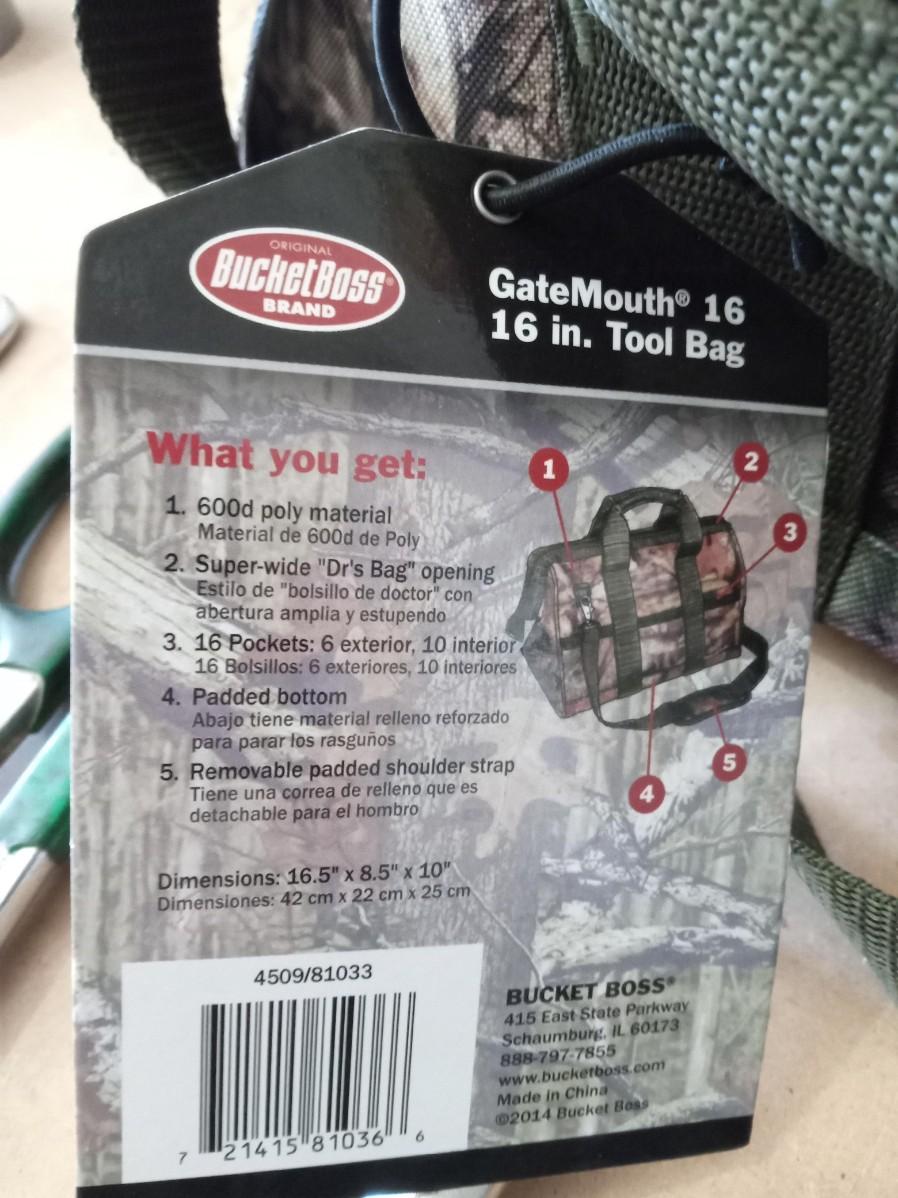 ORIGINAL
BUCKETBOSS®
BRAND
GateMouth® 16
16 in. Tool Bag
What you get:
1. 600d poly material
Material de 600d de Poly
2. Super-wide "Dr's Bag" opening
Estilo de "bolsillo de doctor" con
abertura amplia y estupendo
3. 16 Pockets: 6 exterior, 10 interior
16 Bolsillos: 6 exteriores, 10 interiores
4. Padded bottom
Abajo tiene material relleno reforzado
para parar los rasguños
5. Removable padded shoulder strap
Tiene una correa de relleno que es
detachable para el hombro
1
2
3
4
5
Dimensions: 16.5" x 8.5" x 10"
Dimensiones: 42 cm x 22 cm x 25 cm
4509/81033
7 21415 81036 6
BUCKET BOSS®
415 East State Parkway
Schaumburg, IL 60173
888-797-7855
www.bucketboss.com
Made in China
©2014 Bucket Boss